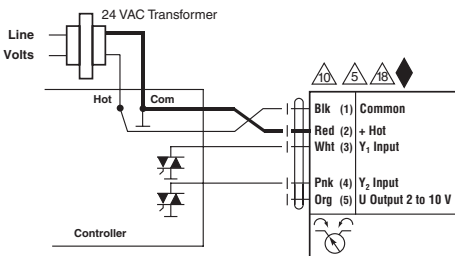 24 VAC Transformer
Line
Volts
Hot Com
10 5 18
Blk (1) Common
Red (2) + Hot
Wht (3) Y1 Input
Pnk (4) Y2 Input
Org (5) U Output 2 to 10 V
Controller